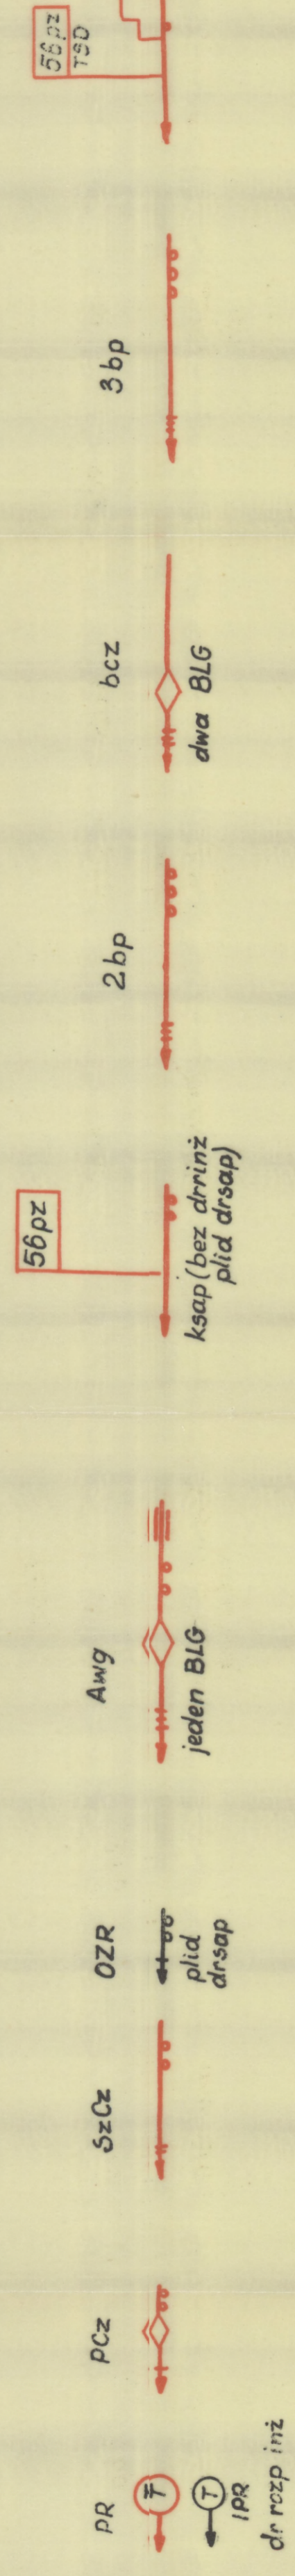 56pz
TSD
3bp
bcz
dwa BLG
2bp
56pz
ksap (bez drrinż
plid drsap)
Awg
jeden BLG
OZR
plid
drsap
SzCz
PCz
PR
T
T
IPR
dr rozp inż